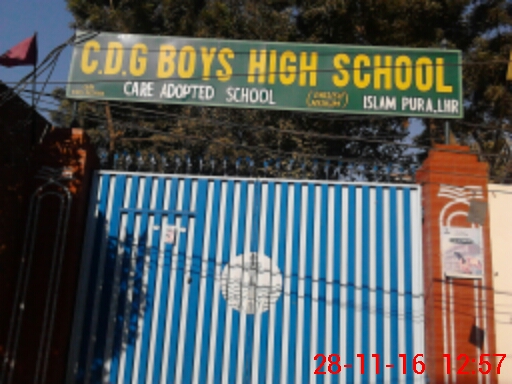 C.D.G BOYS HIGH SCHOOL
CARE ADOPTED SCHOOL
ISLAM PURA,LHR
28-11-16 12:57